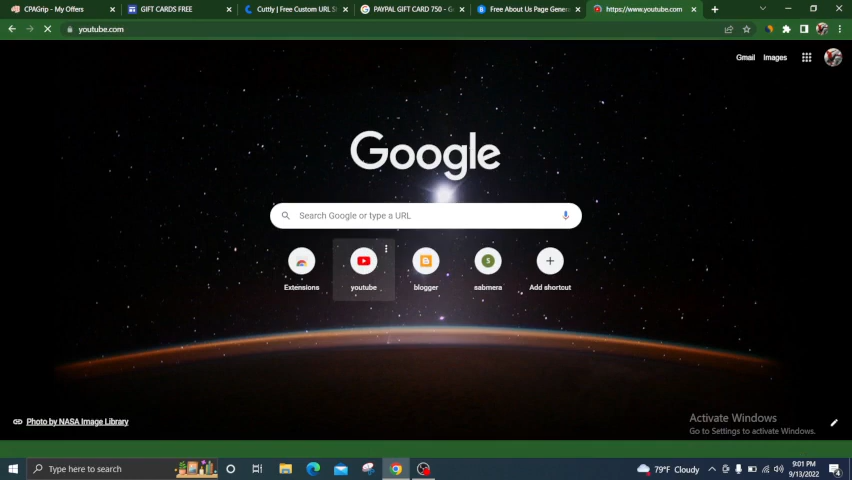 CPAGrip - My Offers
GIFT CARDS FREE
Cuttly | Free Custom URL S
PAYPAL GIFT CARD 750 - G
Free About Us Page Gener
https://www.youtube.com
youtube.com
Gmail
Images
Google
Search Google or type a URL
Extensions
youtube
blogger
S
sabmera
Add shortcut
Photo by NASA Image Library
Activate Windows
Go to Settings to activate Windows.
Type here to search
79°F Cloudy
9:01 PM
9/13/2022
4